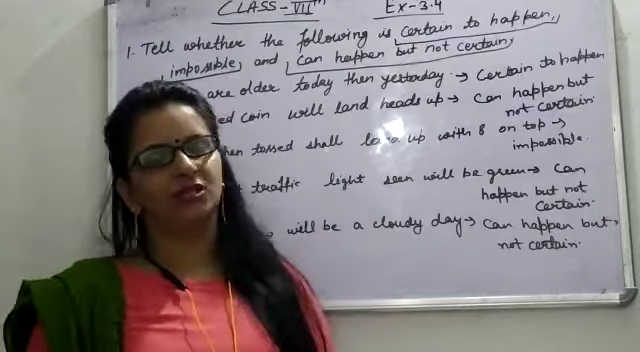 CLASS-VIIth Ex-3.4
1. Tell whether the following is certain to happen,
impossible, and can happen but not certain,
are older today then yesterday → Certain to happen
ed coin will land heads up → Can happen but
not certain.
hen tossed shall land up with 8 on top →
impossible.
traffic light seen will be green → Can
happen but not
Certain.
will be a cloudy day → Can happen but
not certain.